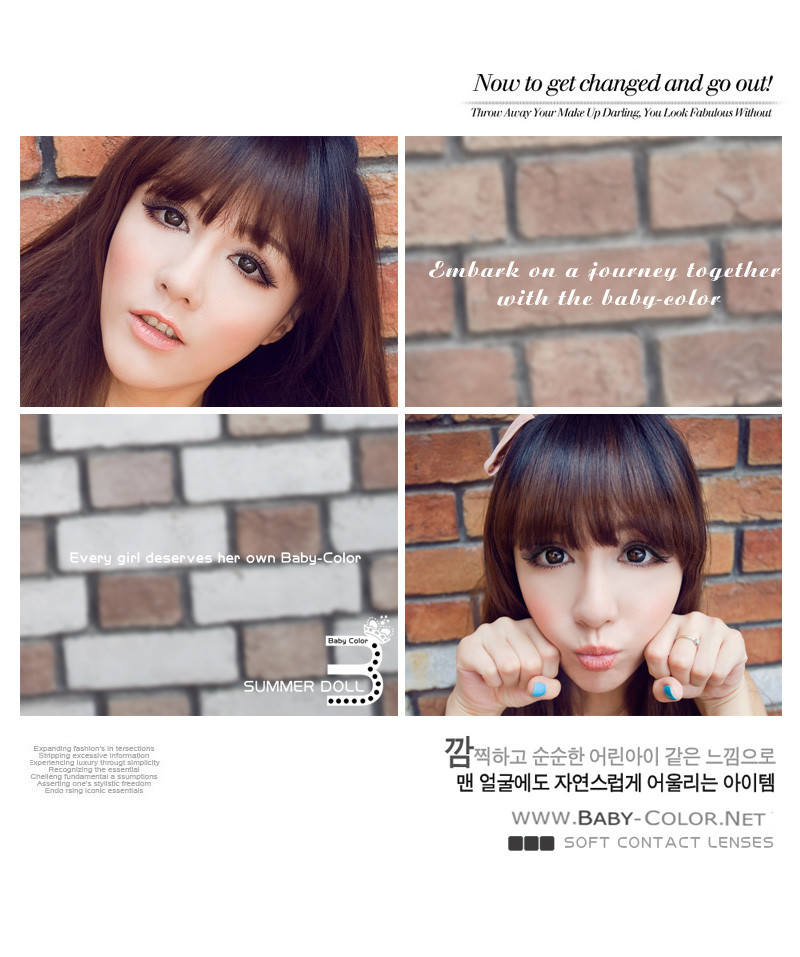 Now to get changed and go out!
Throw Away Your Make Up Darling, You Look Fabulous Without
Embark on a journey together
with the baby-color
Every girl deserves her own Baby-Color
Baby Color
3
SUMMER DOLL
Expanding fashion's in tersections
Stripping excessive information
Experiencing luxury througt simplicity
Recognizing the essential
Chelleng fundamental a ssumptions
Asserting one's stylistic freedom
Endo rsing iconic essentials
깜찍하고 순순한 어린아이 같은 느낌으로
맨 얼굴에도 자연스럽게 어울리는 아이템
WWW.BABY-COLOR.NET
SOFT CONTACT LENSES